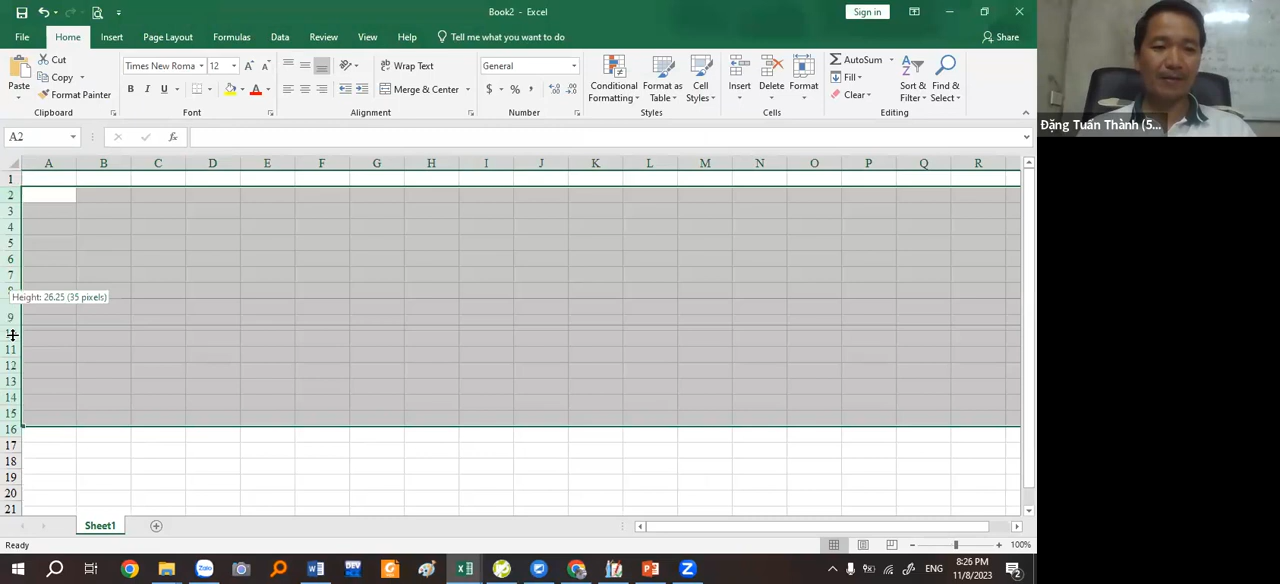 Book2 - Excel
Sign in
File Home Insert Page Layout Formulas Data Review View Help Tell me what you want to do
Share
Paste
Cut
Copy
Format Painter
Clipboard
Times New Roma 12
B I U
Font
Wrap Text
Merge & Center
Alignment
General
$ % ,
Number
Conditional Formatting
Format as Table
Cell Styles
Styles
Insert
Delete
Format
Cells
AutoSum
Fill
Clear
Sort & Filter
Find & Select
Editing
A2
fx
A B C D E F G H I J K L M N O P Q R
1
2
3
4
5
6
7
8
Height: 26.25 (35 pixels)
9
11
12
13
14
15
16
17
18
19
20
21
Sheet1
Ready
100%
DEV
ENG
8:26 PM
11/8/2023
2
Đặng Tuấn Thành (5...